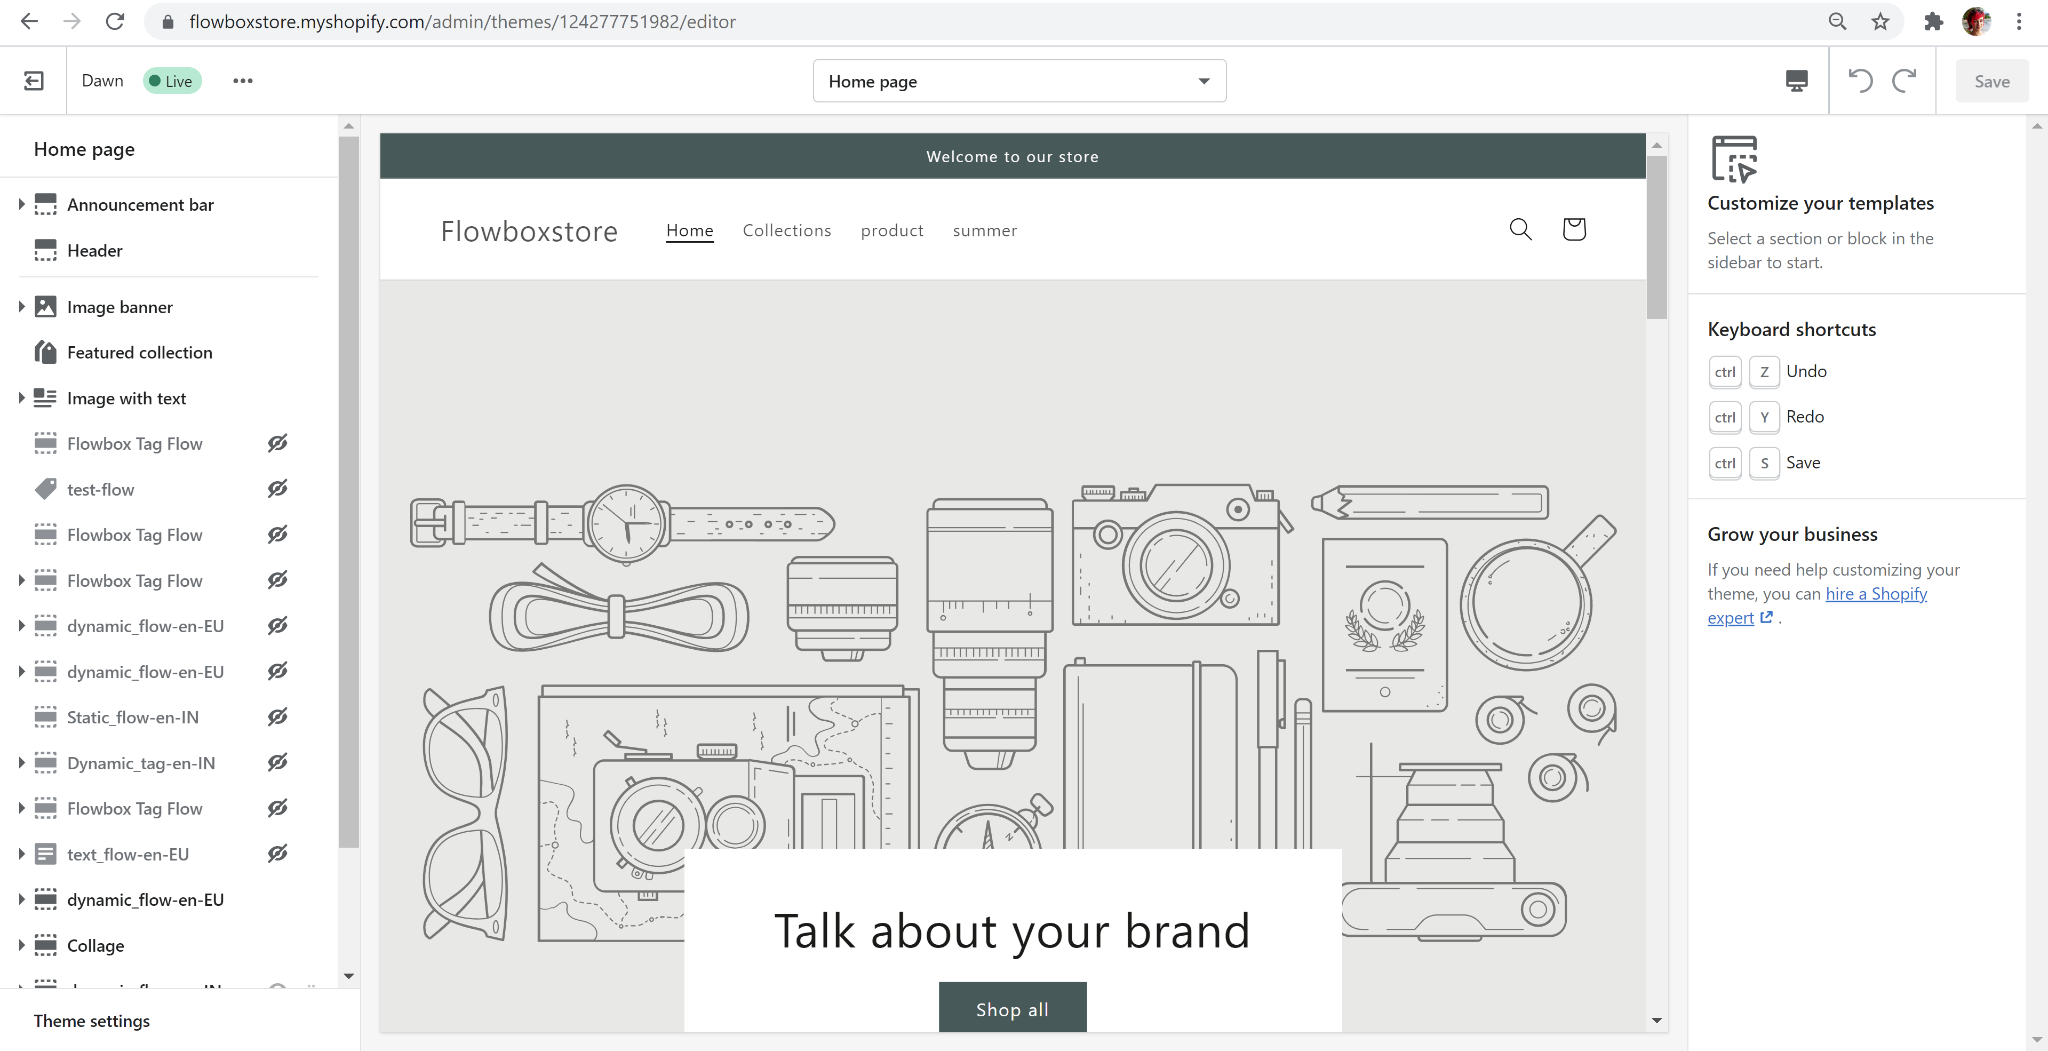 flowboxstore.myshopify.com/admin/themes/124277751982/editor
Dawn
Live
Home page
Save
Home page
Announcement bar
Header
Image banner
Featured collection
Image with text
Flowbox Tag Flow
test-flow
Flowbox Tag Flow
Flowbox Tag Flow
dynamic_flow-en-EU
dynamic_flow-en-EU
Static_flow-en-IN
Dynamic_tag-en-IN
Flowbox Tag Flow
text_flow-en-EU
dynamic_flow-en-EU
Collage
Theme settings
Welcome to our store
Flowboxstore
Home Collections product summer
N
Talk about your brand
Shop all
Customize your templates
Select a section or block in the
sidebar to start.
Keyboard shortcuts
ctrl Z Undo
ctrl Y Redo
ctrl S Save
Grow your business
If you need help customizing your
theme, you can hire a Shopify
expert .